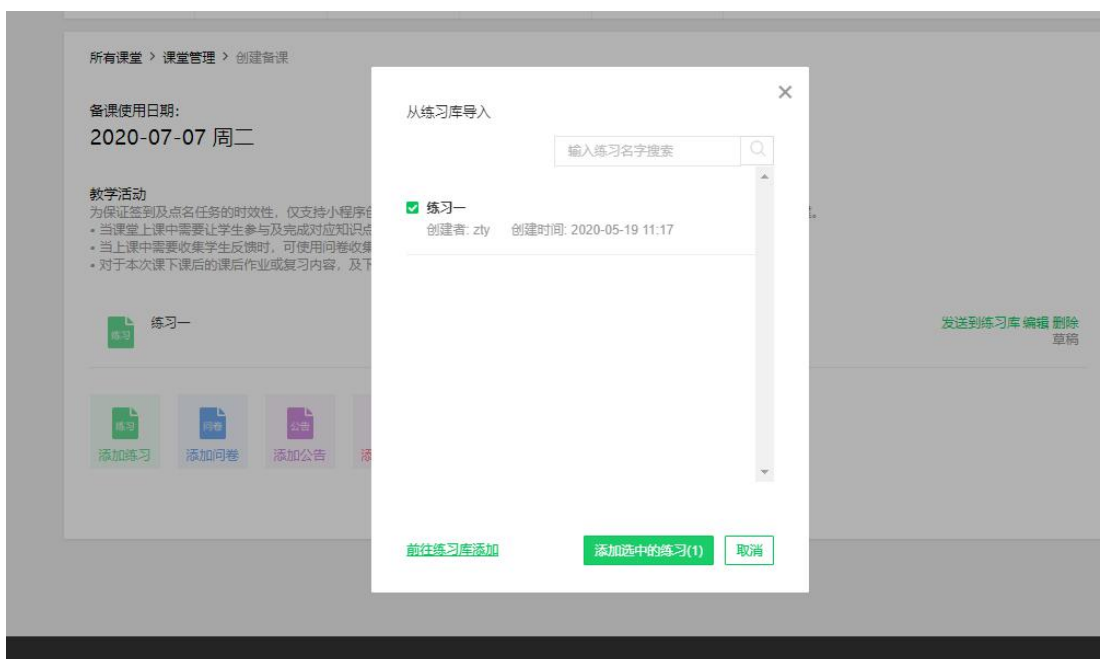 所有课堂 > 课堂管理 > 创建备课
备课使用日期:
2020-07-07 周二
教学活动
为保证签到及点名任务的时效性，仅支持小程序
• 当课堂上课中需要让学生参与及完成对应知识点
• 当上课中需要收集学生反馈时，可使用问卷收集
• 对于本次课下课后的课后作业或复习内容，及下
练习
练习一
发送到练习库 编辑 删除
草稿
练习
问卷
公告
添加练习
添加问卷
添加公告
添
从练习库导入
输入练习名字搜索
练习一
创建者: zty 创建时间: 2020-05-19 11:17
前往练习库添加
添加选中的练习(1)
取消